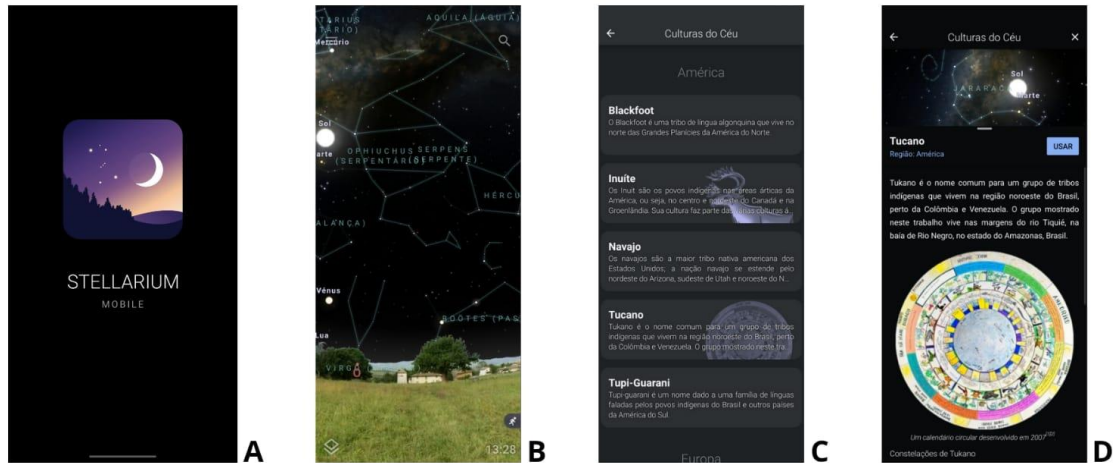 STELLARIUM
MOBILE
A
TARIUS
TÁRIO)
AQUILA (ÁGUIA)
Mercúrio
Sol
arte
OPHIUCHUS SERPENS
(SERPENTÁRIO) (SERPENTE)
HÉRCU
ALANÇA)
Vénus
BOOTES (PAS
Lua
VIRGA
13:28
B
Culturas do Céu
América
Blackfoot
O Blackfoot é uma tribo de língua algonquina que vive no
norte das Grandes Planícies da América do Norte
Inuíte
Os Inuit são os povos indígenas nas áreas árticas da
América, ou seja, no centro e nordeste do Canadá e na
Groenlândia. Sua cultura faz parte das várias culturas á...
Navajo
Os navajos são a maior tribo nativa americana dos
Estados Unidos; a nação navajo se estende pelo
nordeste do Arizona, sudeste de Utah e noroeste do N...
Tucano
Tukano é o nome comum para um grupo de tribos
indígenas que vivem na região noroeste do Brasil, perto
da Colômbia e Venezuela. O grupo mostrado neste tra...
Tupi-Guarani
Tupi-guarani é um nome dado a uma família de línguas
faladas pelos povos indígenas do Brasil e outros países
da América do Sul
Europa
C
Culturas do Céu
Sol
JARARACA
Marte
Tucano
Região: América
USAR
Tukano é o nome comum para um grupo de tribos
indígenas que vivem na região noroeste do Brasil,
perto da Colômbia e Venezuela. O grupo mostrado
neste trabalho vive nas margens do rio Tiquié, na
baía de Rio Negro, no estado do Amazonas, Brasil.
Um calendário circular desenvolvido em 2007
Constelações de Tukano
D